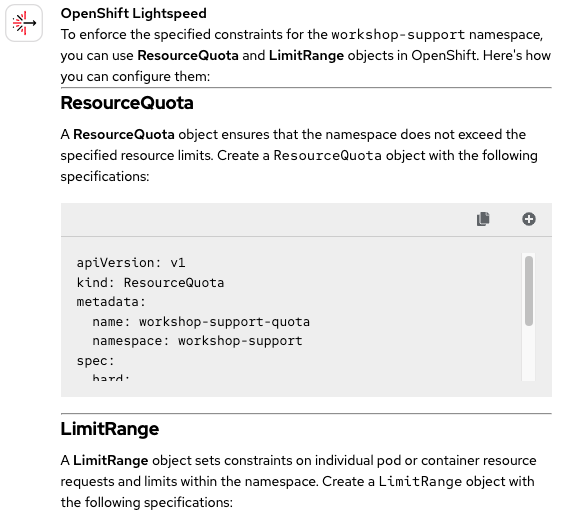 OpenShift Lightspeed
To enforce the specified constraints for the workshop-support namespace,
you can use ResourceQuota and LimitRange objects in OpenShift. Here's how
you can configure them:
ResourceQuota
A ResourceQuota object ensures that the namespace does not exceed the
specified resource limits. Create a ResourceQuota object with the following
specifications:
apiVersion: v1
kind: ResourceQuota
metadata:
  name: workshop-support-quota
  namespace: workshop-support
spec:
  hard:
LimitRange
A LimitRange object sets constraints on individual pod or container resource
requests and limits within the namespace. Create a LimitRange object with
the following specifications: